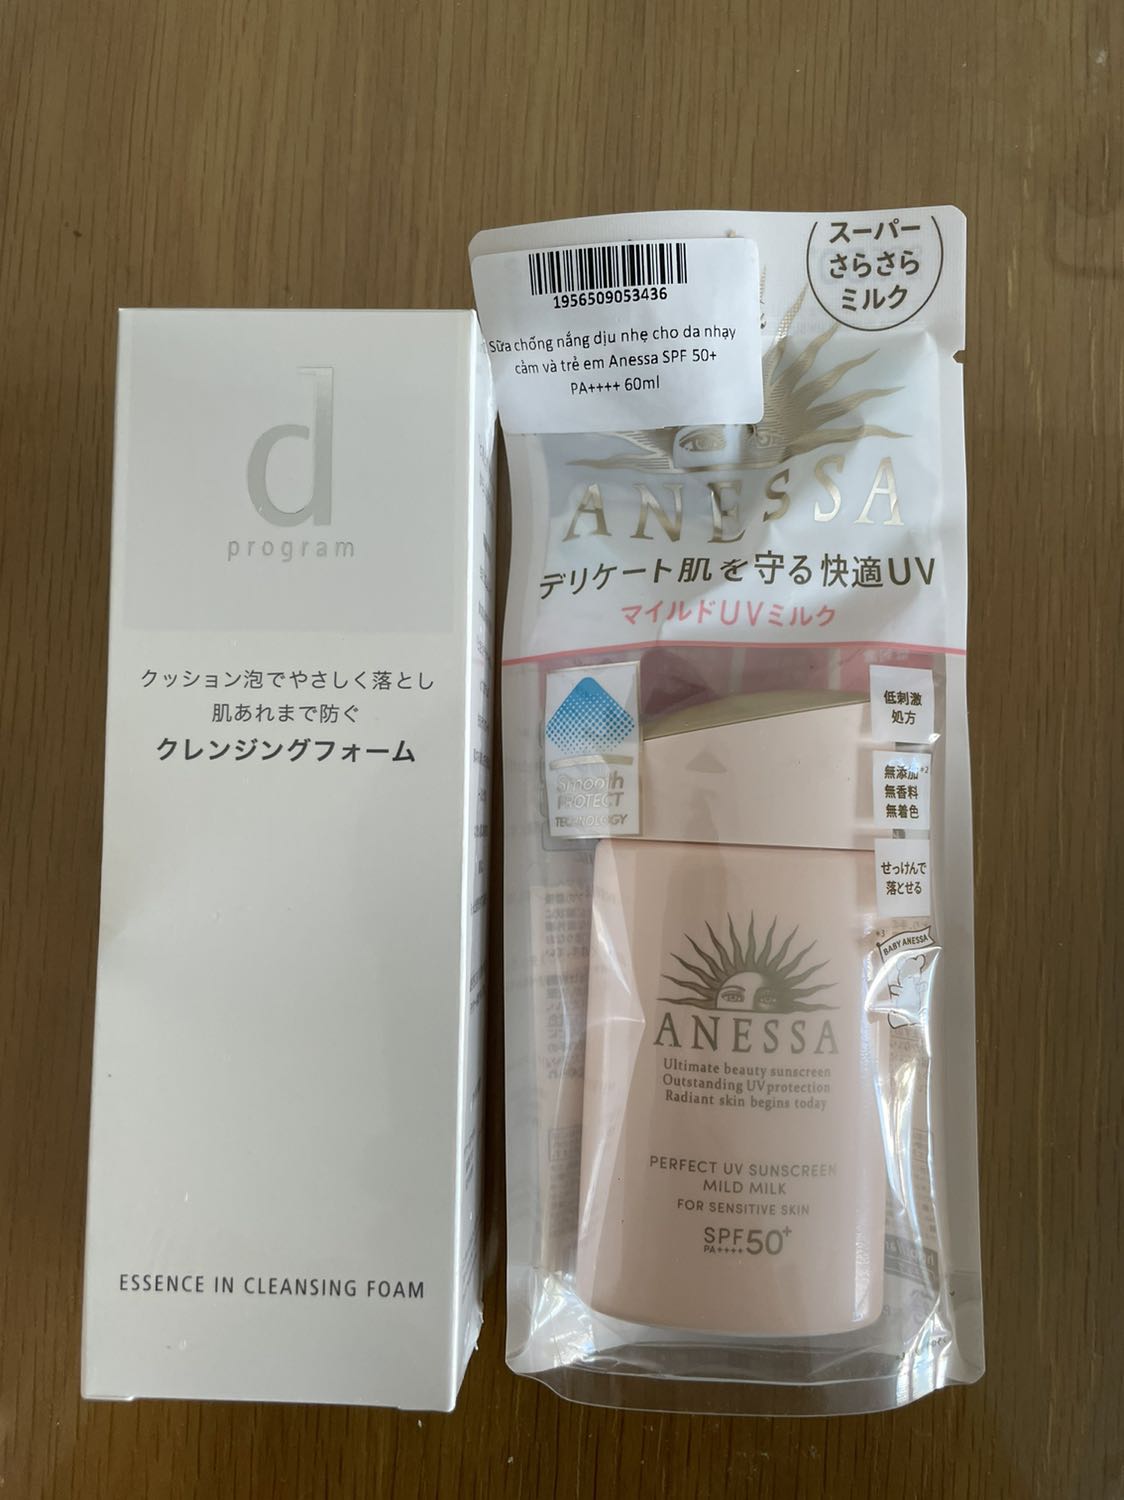 d
program
クッション泡でやさしく落とし
肌あれまで防ぐ
クレンジングフォーム
ESSENCE IN CLEANSING FOAM
1956509053436
Sữa chống nắng dịu nhẹ cho da nhạy
cảm và trẻ em Anessa SPF 50+
PA++++ 60ml
スーパー
さらさら
ミルク
ANESSA
デリケート肌を守る快適UV
マイルドUVミルク
Smooth
PROTECT
TECHNOLOGY
低刺激
処方
無添加*2
無香料
無着色
せっけんで
落とせる
*3
BABY ANESSA
ANESSA
Ultimate beauty sunscreen
Outstanding UV protection
Radiant skin begins today
PERFECT UV SUNSCREEN
MILD MILK
FOR SENSITIVE SKIN
SPF50+
PA++++